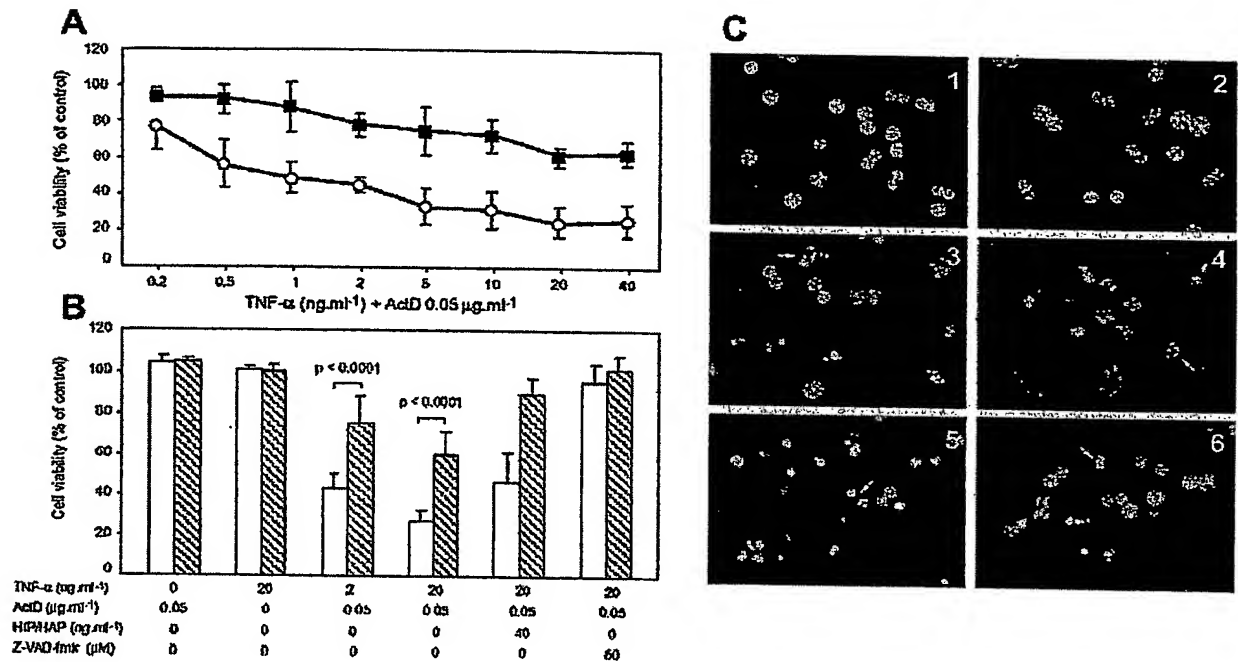 A
Cell viability (% of control)
120
100
80
60
40
20
0
0.2 0.5 1 2 5 10 20 40
TNF-α (ng.ml-1) + ActD 0.05 µg.ml-1
B
Cell viability (% of control)
120
100
80
60
40
20
0
p < 0.0001
p < 0.0001
TNF-α (ng.ml-1) 0 20 2 20 20 20
ActD (µg.ml-1) 0.05 0 0.05 0.05 0.05 0.05
HIP/HAP (ng.ml-1) 0 0 0 0 40 0
Z-VAD-fmk (µM) 0 0 0 0 0 60
C
1
2
3
4
5
6